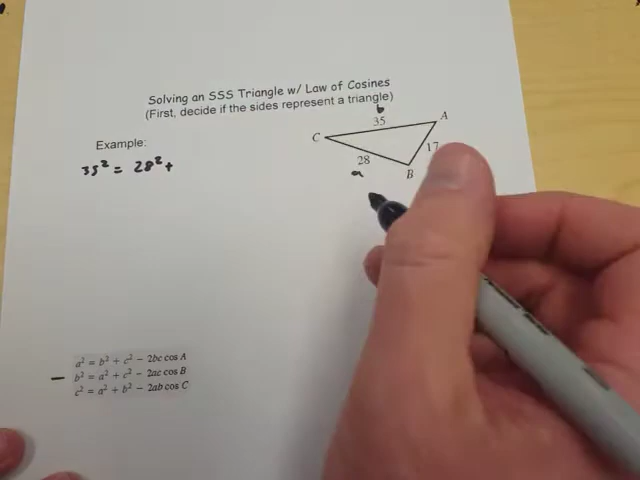 Solving an SSS Triangle w/ Law of Cosines
(First, decide if the sides represent a triangle)
b
A
35
Example:
C
17
28
35² = 28² +
B
a
a² = b² + c² − 2bc cos A
b² = a² + c² − 2ac cos B
c² = a² + b² − 2ab cos C